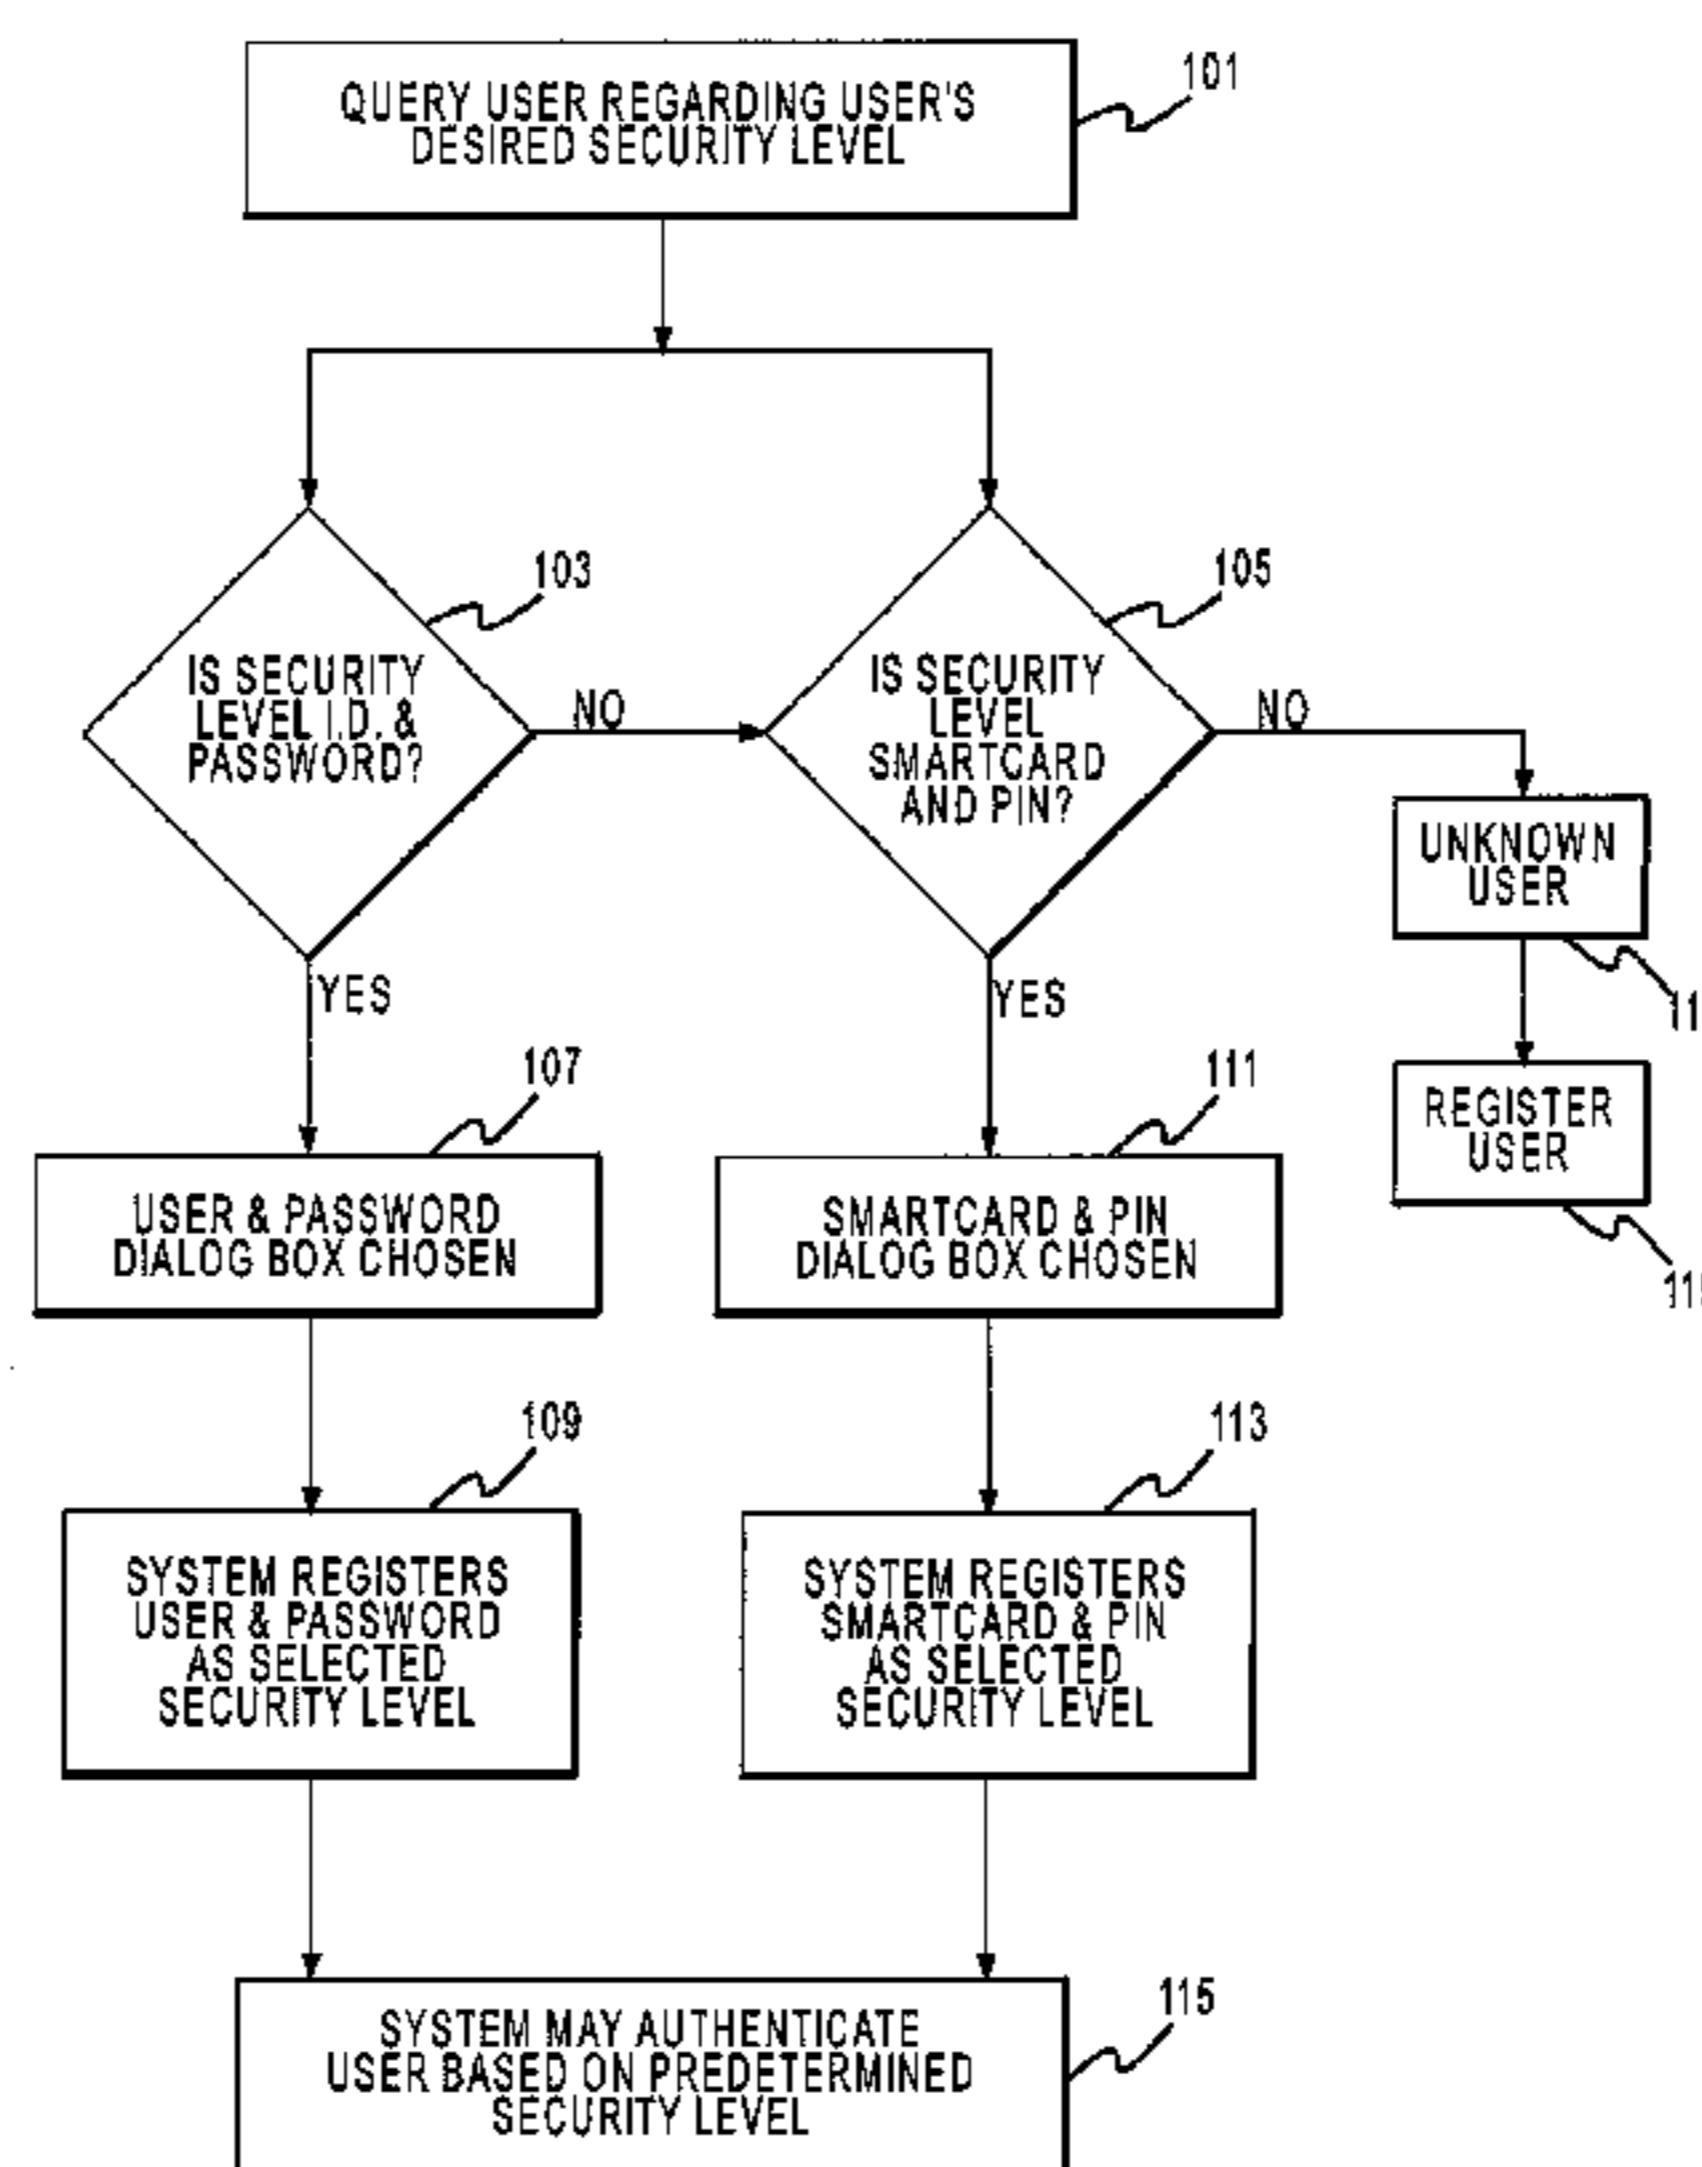 QUERY USER REGARDING USER'S
DESIRED SECURITY LEVEL
101
103
IS SECURITY
LEVEL I.D. &
PASSWORD?
NO
YES
105
IS SECURITY
LEVEL
SMARTCARD
AND PIN?
NO
YES
UNKNOWN
USER
11
REGISTER
USER
107
USER & PASSWORD
DIALOG BOX CHOSEN
111
SMARTCARD & PIN
DIALOG BOX CHOSEN
109
SYSTEM REGISTERS
USER & PASSWORD
AS SELECTED
SECURITY LEVEL
113
SYSTEM REGISTERS
SMARTCARD & PIN
AS SELECTED
SECURITY LEVEL
SYSTEM MAY AUTHENTICATE
USER BASED ON PREDETERMINED
SECURITY LEVEL
115